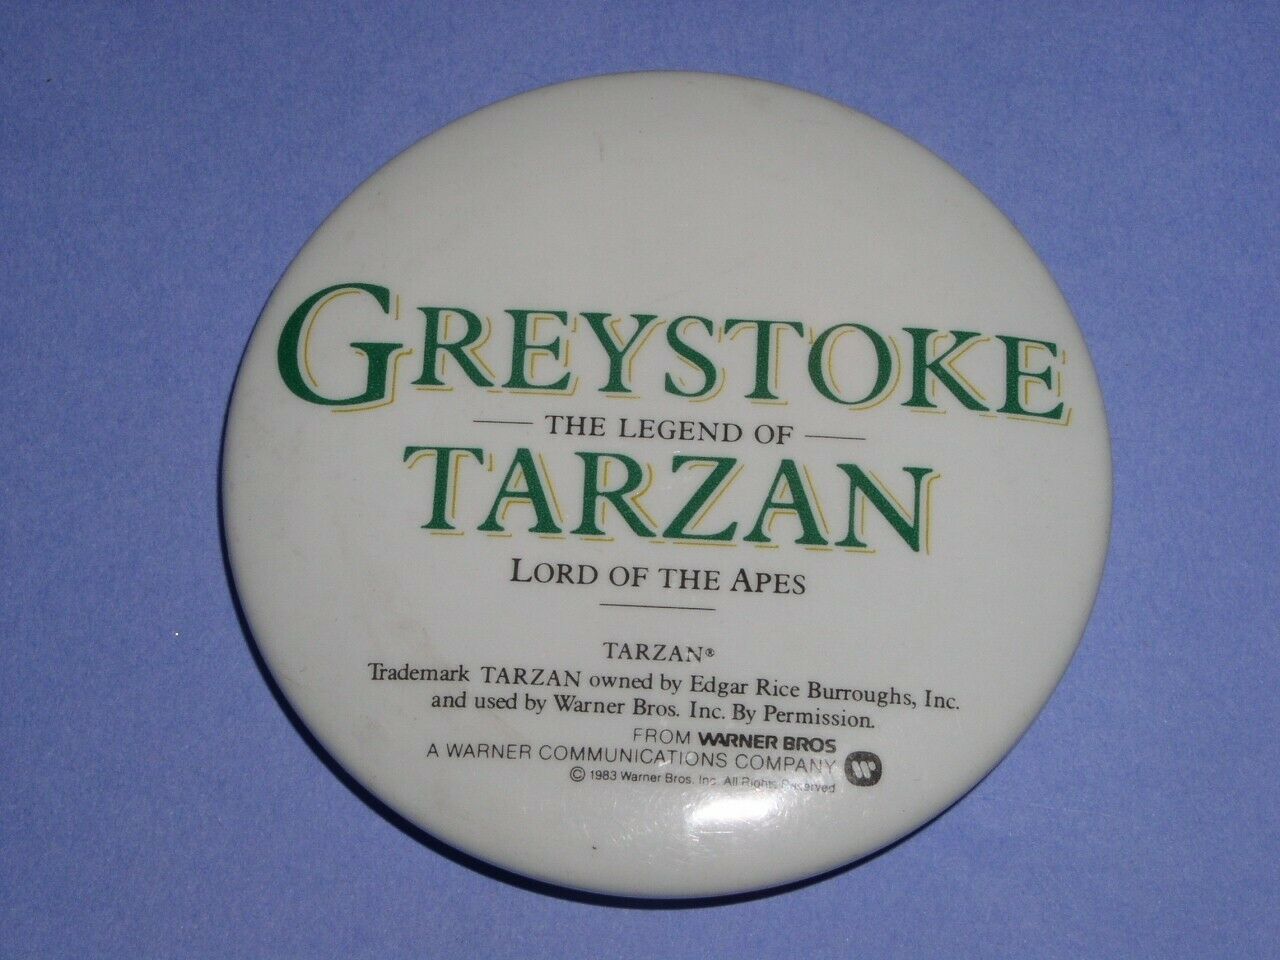 GREYSTOKE
THE LEGEND OF
TARZAN
LORD OF THE APES
TARZAN®
Trademark TARZAN owned by Edgar Rice Burroughs, Inc.
and used by Warner Bros. Inc. By Permission.
FROM WARNER BROS
A WARNER COMMUNICATIONS COMPANY
© 1983 Warner Bros. Inc. All Rights Reserved